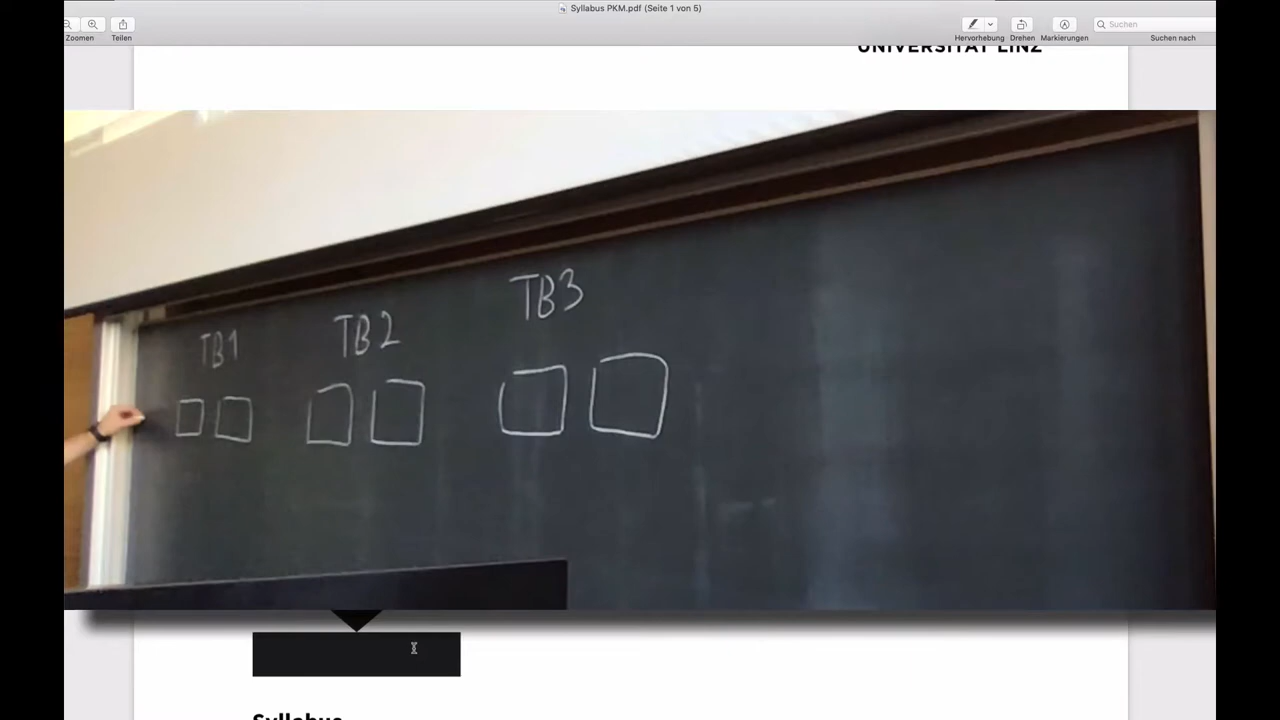 Syllabus PKM.pdf (Seite 1 von 5)
Zoomen
Teilen
Hervorhebung
Drehen
Markierungen
Suchen
Suchen nach
UNIVERSITÄT LINZ
TB1
TB2
TB3
Syllabus